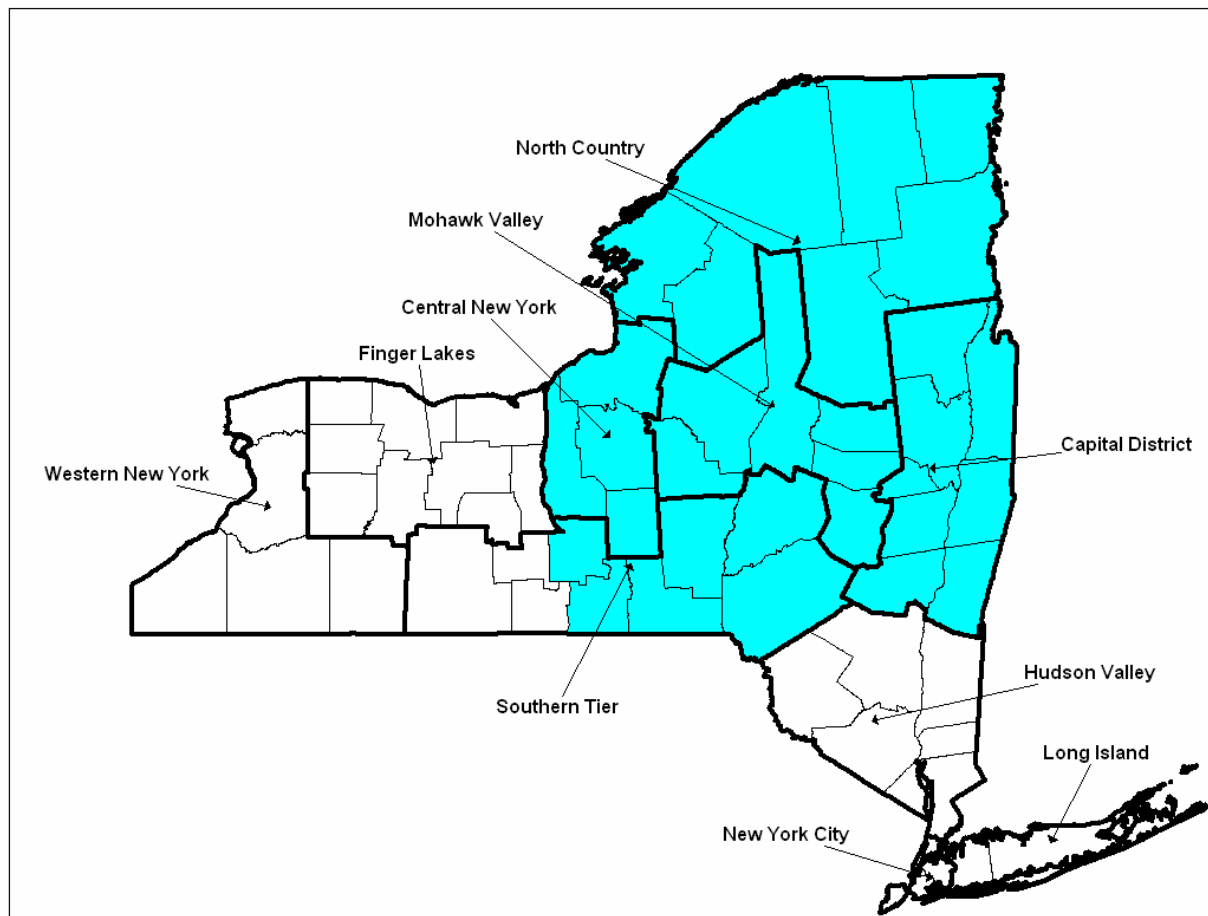 North Country
Mohawk Valley
Central New York
Finger Lakes
Western New York
Capital District
Southern Tier
Hudson Valley
Long Island
New York City